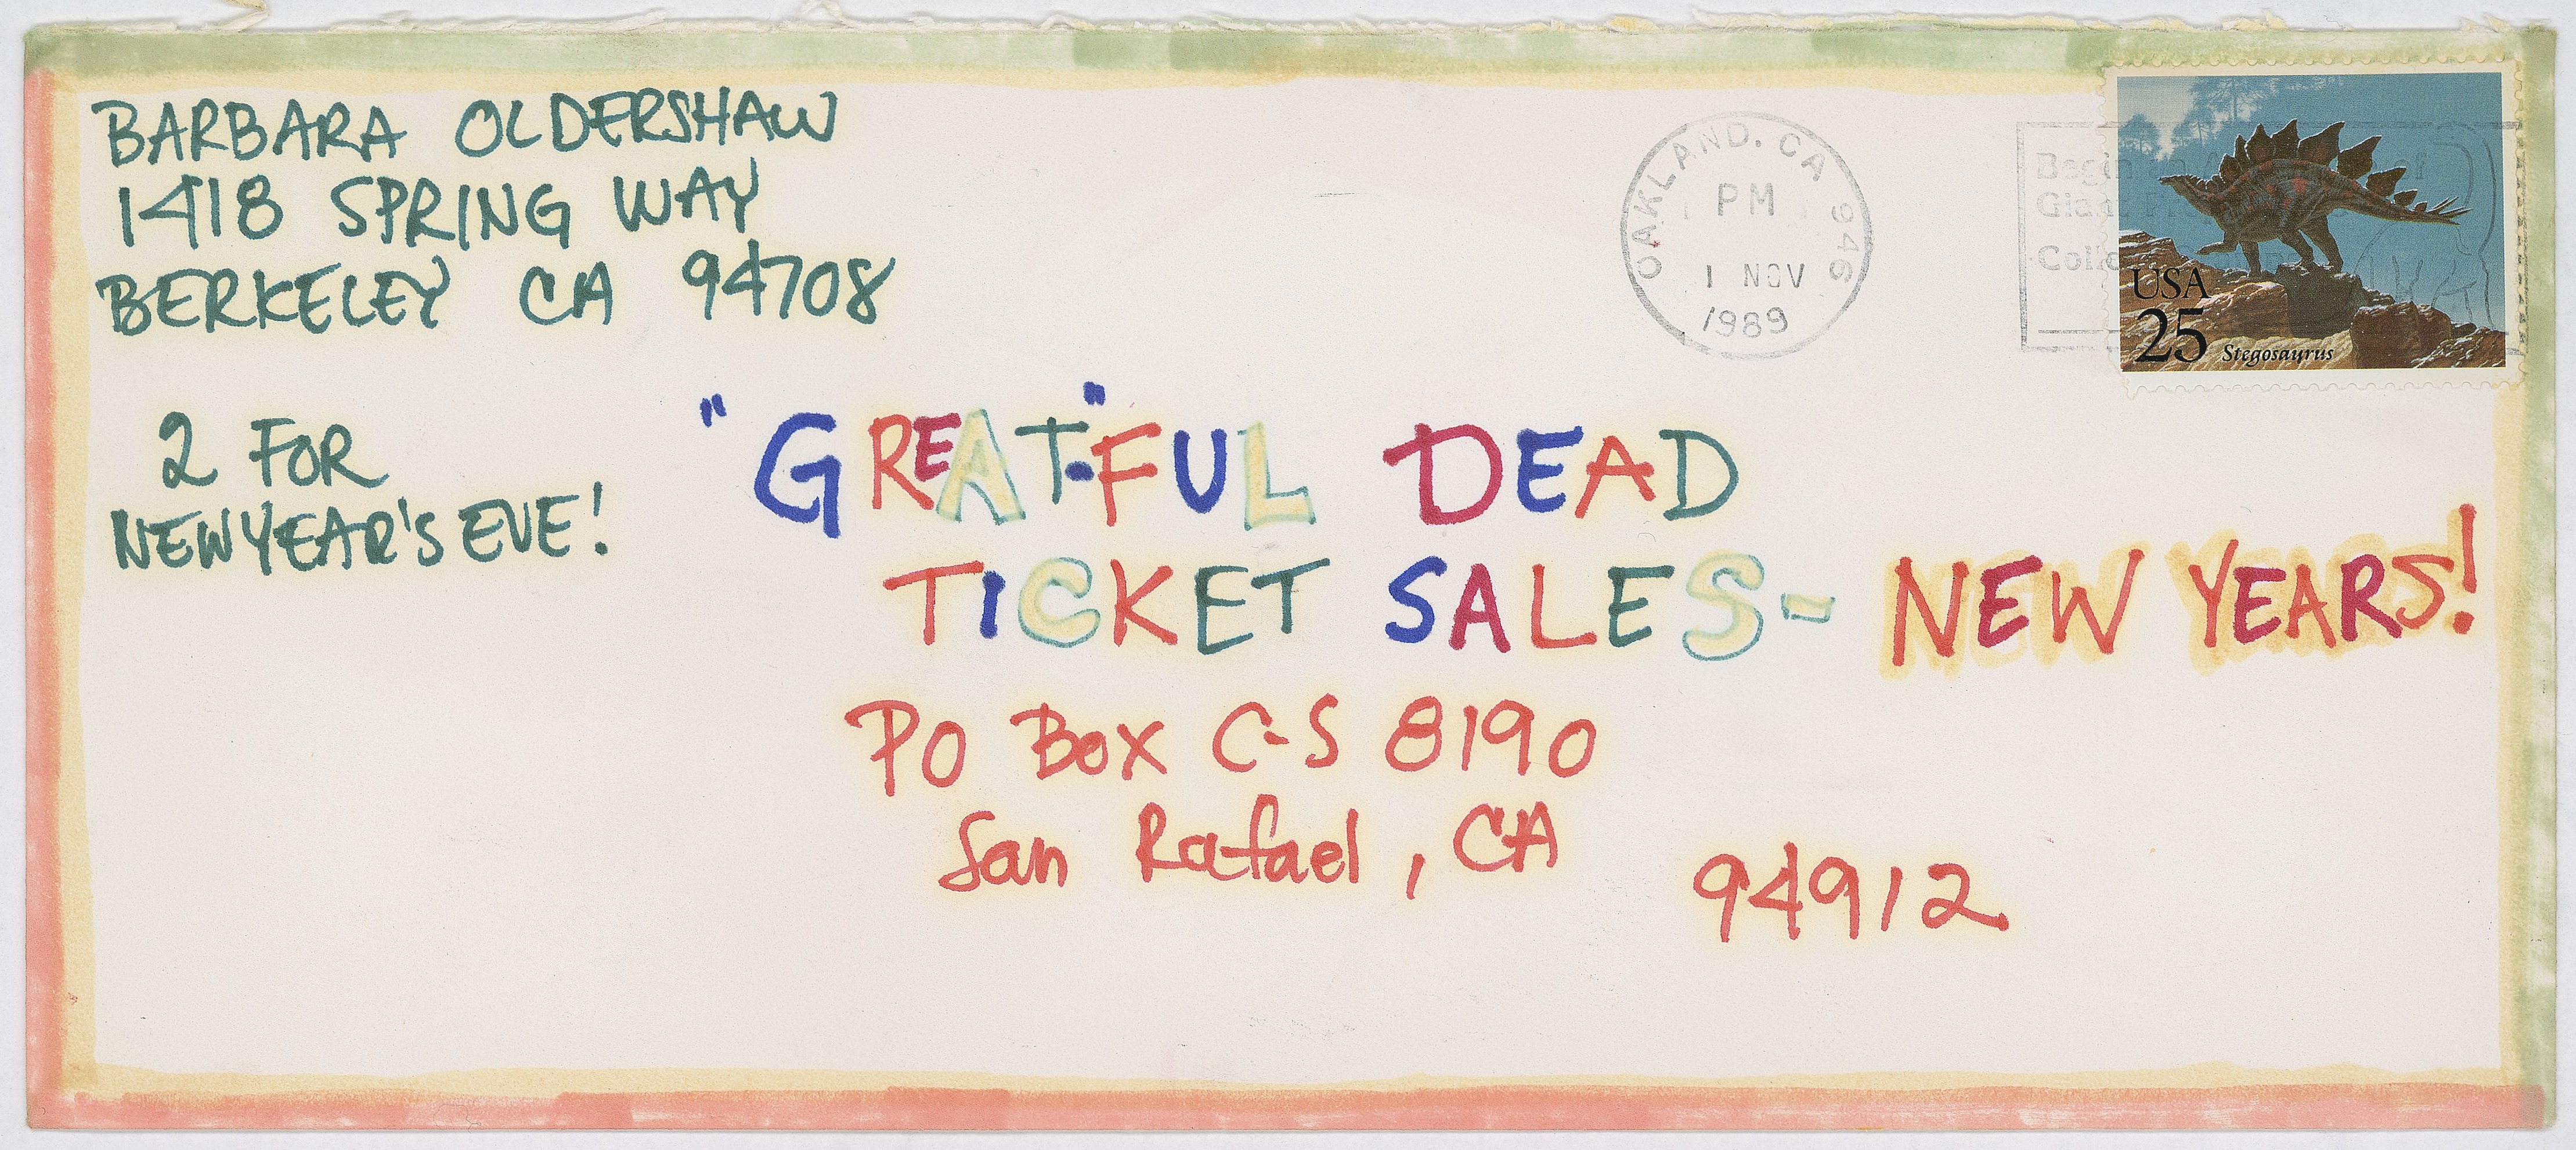 BARBARA OLDERSHAW
1418 SPRING WAY
BERKELEY CA 94708
OAKLAND. CA 946
PM
1 NOV
1989
USA
25 Stegosaurus
2 FOR
NEW YEAR'S EVE!
"GREAT"-FUL DEAD
TICKET SALES- NEW YEARS!
PO BOX C-S 8190
San Rafael, CA 94912